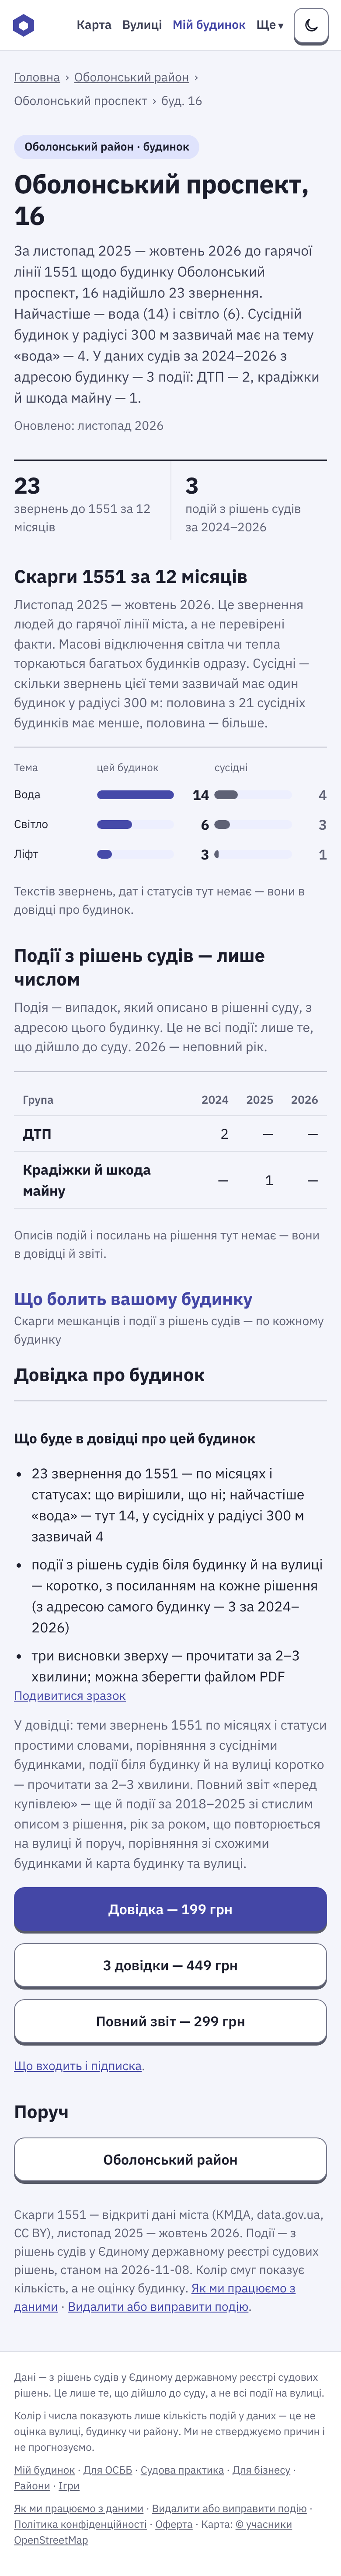 Карта Вулиці Мій будинок Ще ▾
Головна › Оболонський район ›
Оболонський проспект › буд. 16
Оболонський район · будинок
Оболонський проспект,
16
За листопад 2025 — жовтень 2026 до гарячої
лінії 1551 щодо будинку Оболонський
проспект, 16 надійшло 23 звернення.
Найчастіше — вода (14) і світло (6). Сусідній
будинок у радіусі 300 м зазвичай має на тему
«вода» — 4. У даних судів за 2024–2026 з
адресою будинку — 3 події: ДТП — 2, крадіжки
й шкода майну — 1.
Оновлено: листопад 2026
23
звернень до 1551 за 12
місяців
3
подій з рішень судів
за 2024–2026
Скарги 1551 за 12 місяців
Листопад 2025 — жовтень 2026. Це звернення
людей до гарячої лінії міста, а не перевірені
факти. Масові відключення світла чи тепла
торкаються багатьох будинків одразу. Сусідні —
скільки звернень цієї теми зазвичай має один
будинок у радіусі 300 м: половина з 21 сусідніх
будинків має менше, половина — більше.
Тема цей будинок сусідні
Вода 14 4
Світло 6 3
Ліфт 3 1
Текстів звернень, дат і статусів тут немає — вони в
довідці про будинок.
Події з рішень судів — лише
числом
Подія — випадок, який описано в рішенні суду, з
адресою цього будинку. Це не всі події: лише те,
що дійшло до суду. 2026 — неповний рік.
Група 2024 2025 2026
ДТП 2 — —
Крадіжки й шкода
майну — 1 —
Описів подій і посилань на рішення тут немає — вони
в довідці й звіті.
Що болить вашому будинку
Скарги мешканців і події з рішень судів — по кожному
будинку
Довідка про будинок
Що буде в довідці про цей будинок
• 23 звернення до 1551 — по місяцях і
статусах: що вирішили, що ні; найчастіше
«вода» — тут 14, у сусідніх у радіусі 300 м
зазвичай 4
• події з рішень судів біля будинку й на вулиці
— коротко, з посиланням на кожне рішення
(з адресою самого будинку — 3 за 2024–
2026)
• три висновки зверху — прочитати за 2–3
хвилини; можна зберегти файлом PDF
Подивитися зразок
У довідці: теми звернень 1551 по місяцях і статуси
простими словами, порівняння з сусідніми
будинками, події біля будинку й на вулиці коротко
— прочитати за 2–3 хвилини. Повний звіт «перед
купівлею» — ще й події за 2018–2025 зі стислим
описом з рішення, рік за роком, що повторюється
на вулиці й поруч, порівняння зі схожими
будинками й карта будинку та вулиці.
Довідка — 199 грн
3 довідки — 449 грн
Повний звіт — 299 грн
Що входить і підписка.
Поруч
Оболонський район
Скарги 1551 — відкриті дані міста (КМДА, data.gov.ua,
CC BY), листопад 2025 — жовтень 2026. Події — з
рішень судів у Єдиному державному реєстрі судових
рішень, станом на 2026-11-08. Колір смуг показує
кількість, а не оцінку будинку. Як ми працюємо з
даними · Видалити або виправити подію.
Дані — з рішень судів у Єдиному державному реєстрі судових
рішень. Це лише те, що дійшло до суду, а не всі події на вулиці.
Колір і числа показують лише кількість подій у даних — це не
оцінка вулиці, будинку чи району. Ми не стверджуємо причин і
не прогнозуємо.
Мій будинок · Для ОСББ · Судова практика · Для бізнесу ·
Райони · Ігри
Як ми працюємо з даними · Видалити або виправити подію ·
Політика конфіденційності · Оферта · Карта: © учасники
OpenStreetMap